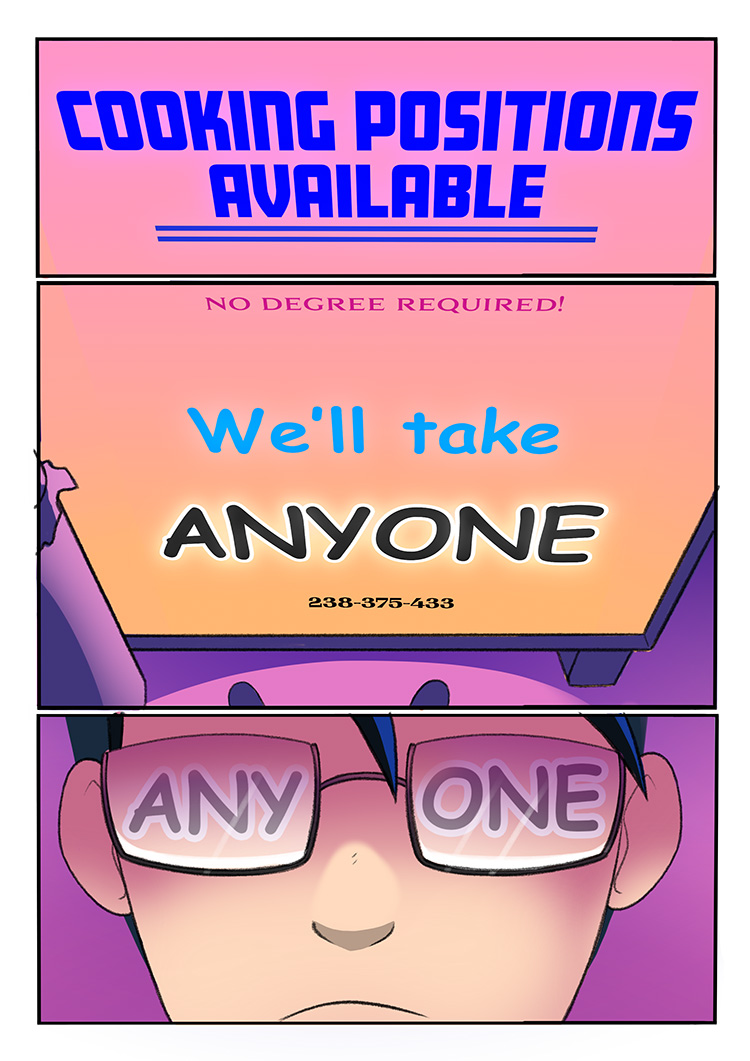 COOKING POSITIONS
AVAILABLE
NO DEGREE REQUIRED!
We'll take
ANYONE
238-375-433
ANY ONE